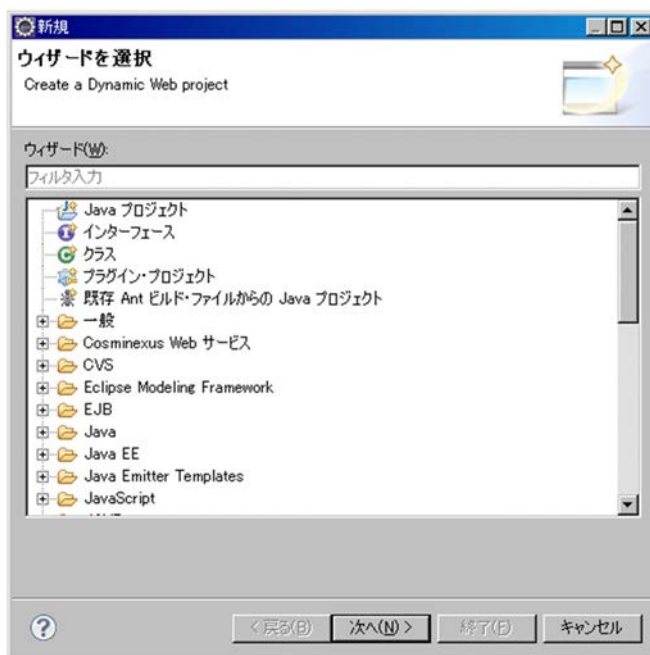 新規
ウィザードを選択
Create a Dynamic Web project
ウィザード(W):
フィルタ入力
Java プロジェクト
インターフェース
クラス
プラグイン・プロジェクト
既存 Ant ビルド・ファイルからの Java プロジェクト
一般
Cosminexus Web サービス
CVS
Eclipse Modeling Framework
EJB
Java
Java EE
Java Emitter Templates
JavaScript
< 戻る(B) 次へ(N) > 終了(F) キャンセル